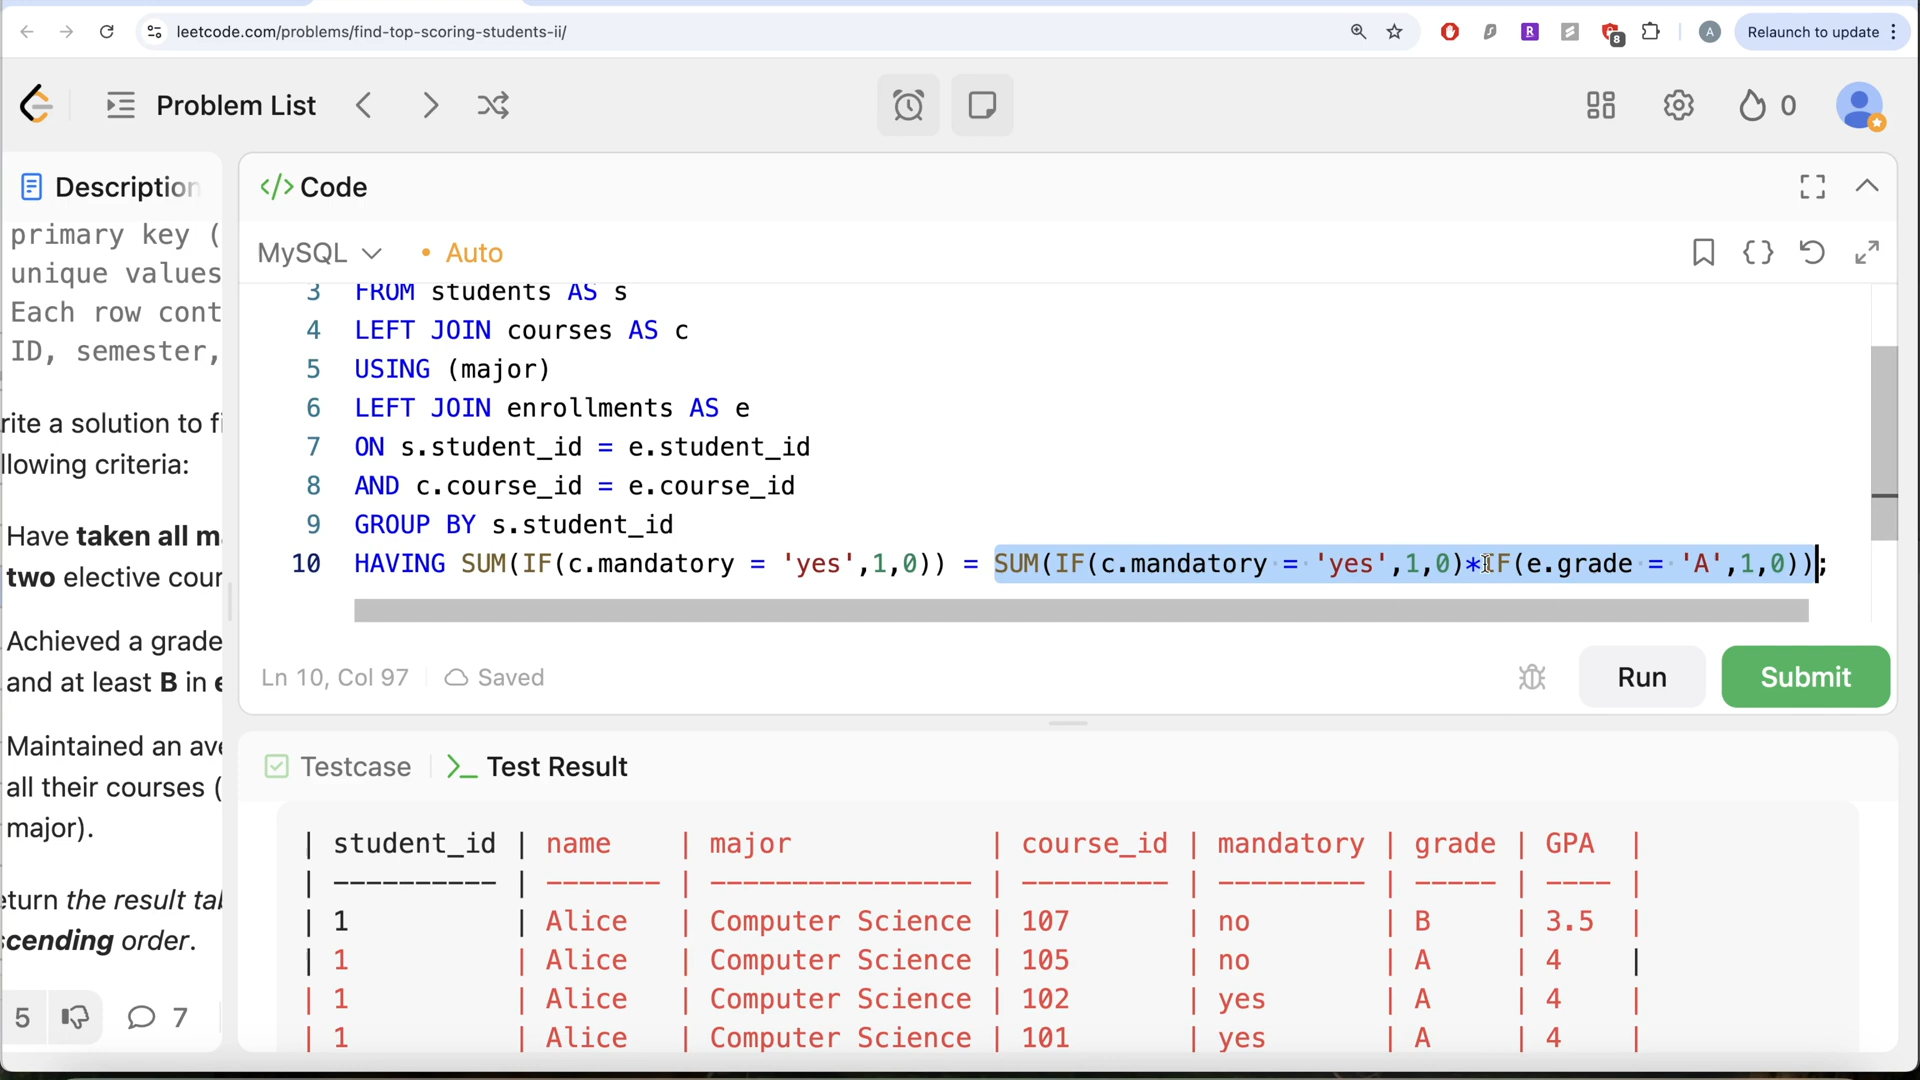 leetcode.com/problems/find-top-scoring-students-ii/
8
A
Relaunch to update
Problem List
0
Description
primary key (
unique values
Each row cont
ID, semester,
rite a solution to fi
llowing criteria:
Have taken all m
two elective cour
Achieved a grade
and at least B in e
Maintained an ave
all their courses (
major).
eturn the result tal
scending order.
5
7
</> Code
MySQL
• Auto
3 FROM students AS s
4 LEFT JOIN courses AS c
5 USING (major)
6 LEFT JOIN enrollments AS e
7 ON s.student_id = e.student_id
8 AND c.course_id = e.course_id
9 GROUP BY s.student_id
10 HAVING SUM(IF(c.mandatory = 'yes',1,0)) = SUM(IF(c.mandatory = 'yes',1,0)*IF(e.grade = 'A',1,0));
Ln 10, Col 97
Saved
Run
Submit
Testcase
>_ Test Result
| student_id | name | major | course_id | mandatory | grade | GPA |
| ---------- | ------- | ---------------- | --------- | --------- | ----- | ---- |
| 1 | Alice | Computer Science | 107 | no | B | 3.5 |
| 1 | Alice | Computer Science | 105 | no | A | 4 |
| 1 | Alice | Computer Science | 102 | yes | A | 4 |
| 1 | Alice | Computer Science | 101 | yes | A | 4 |